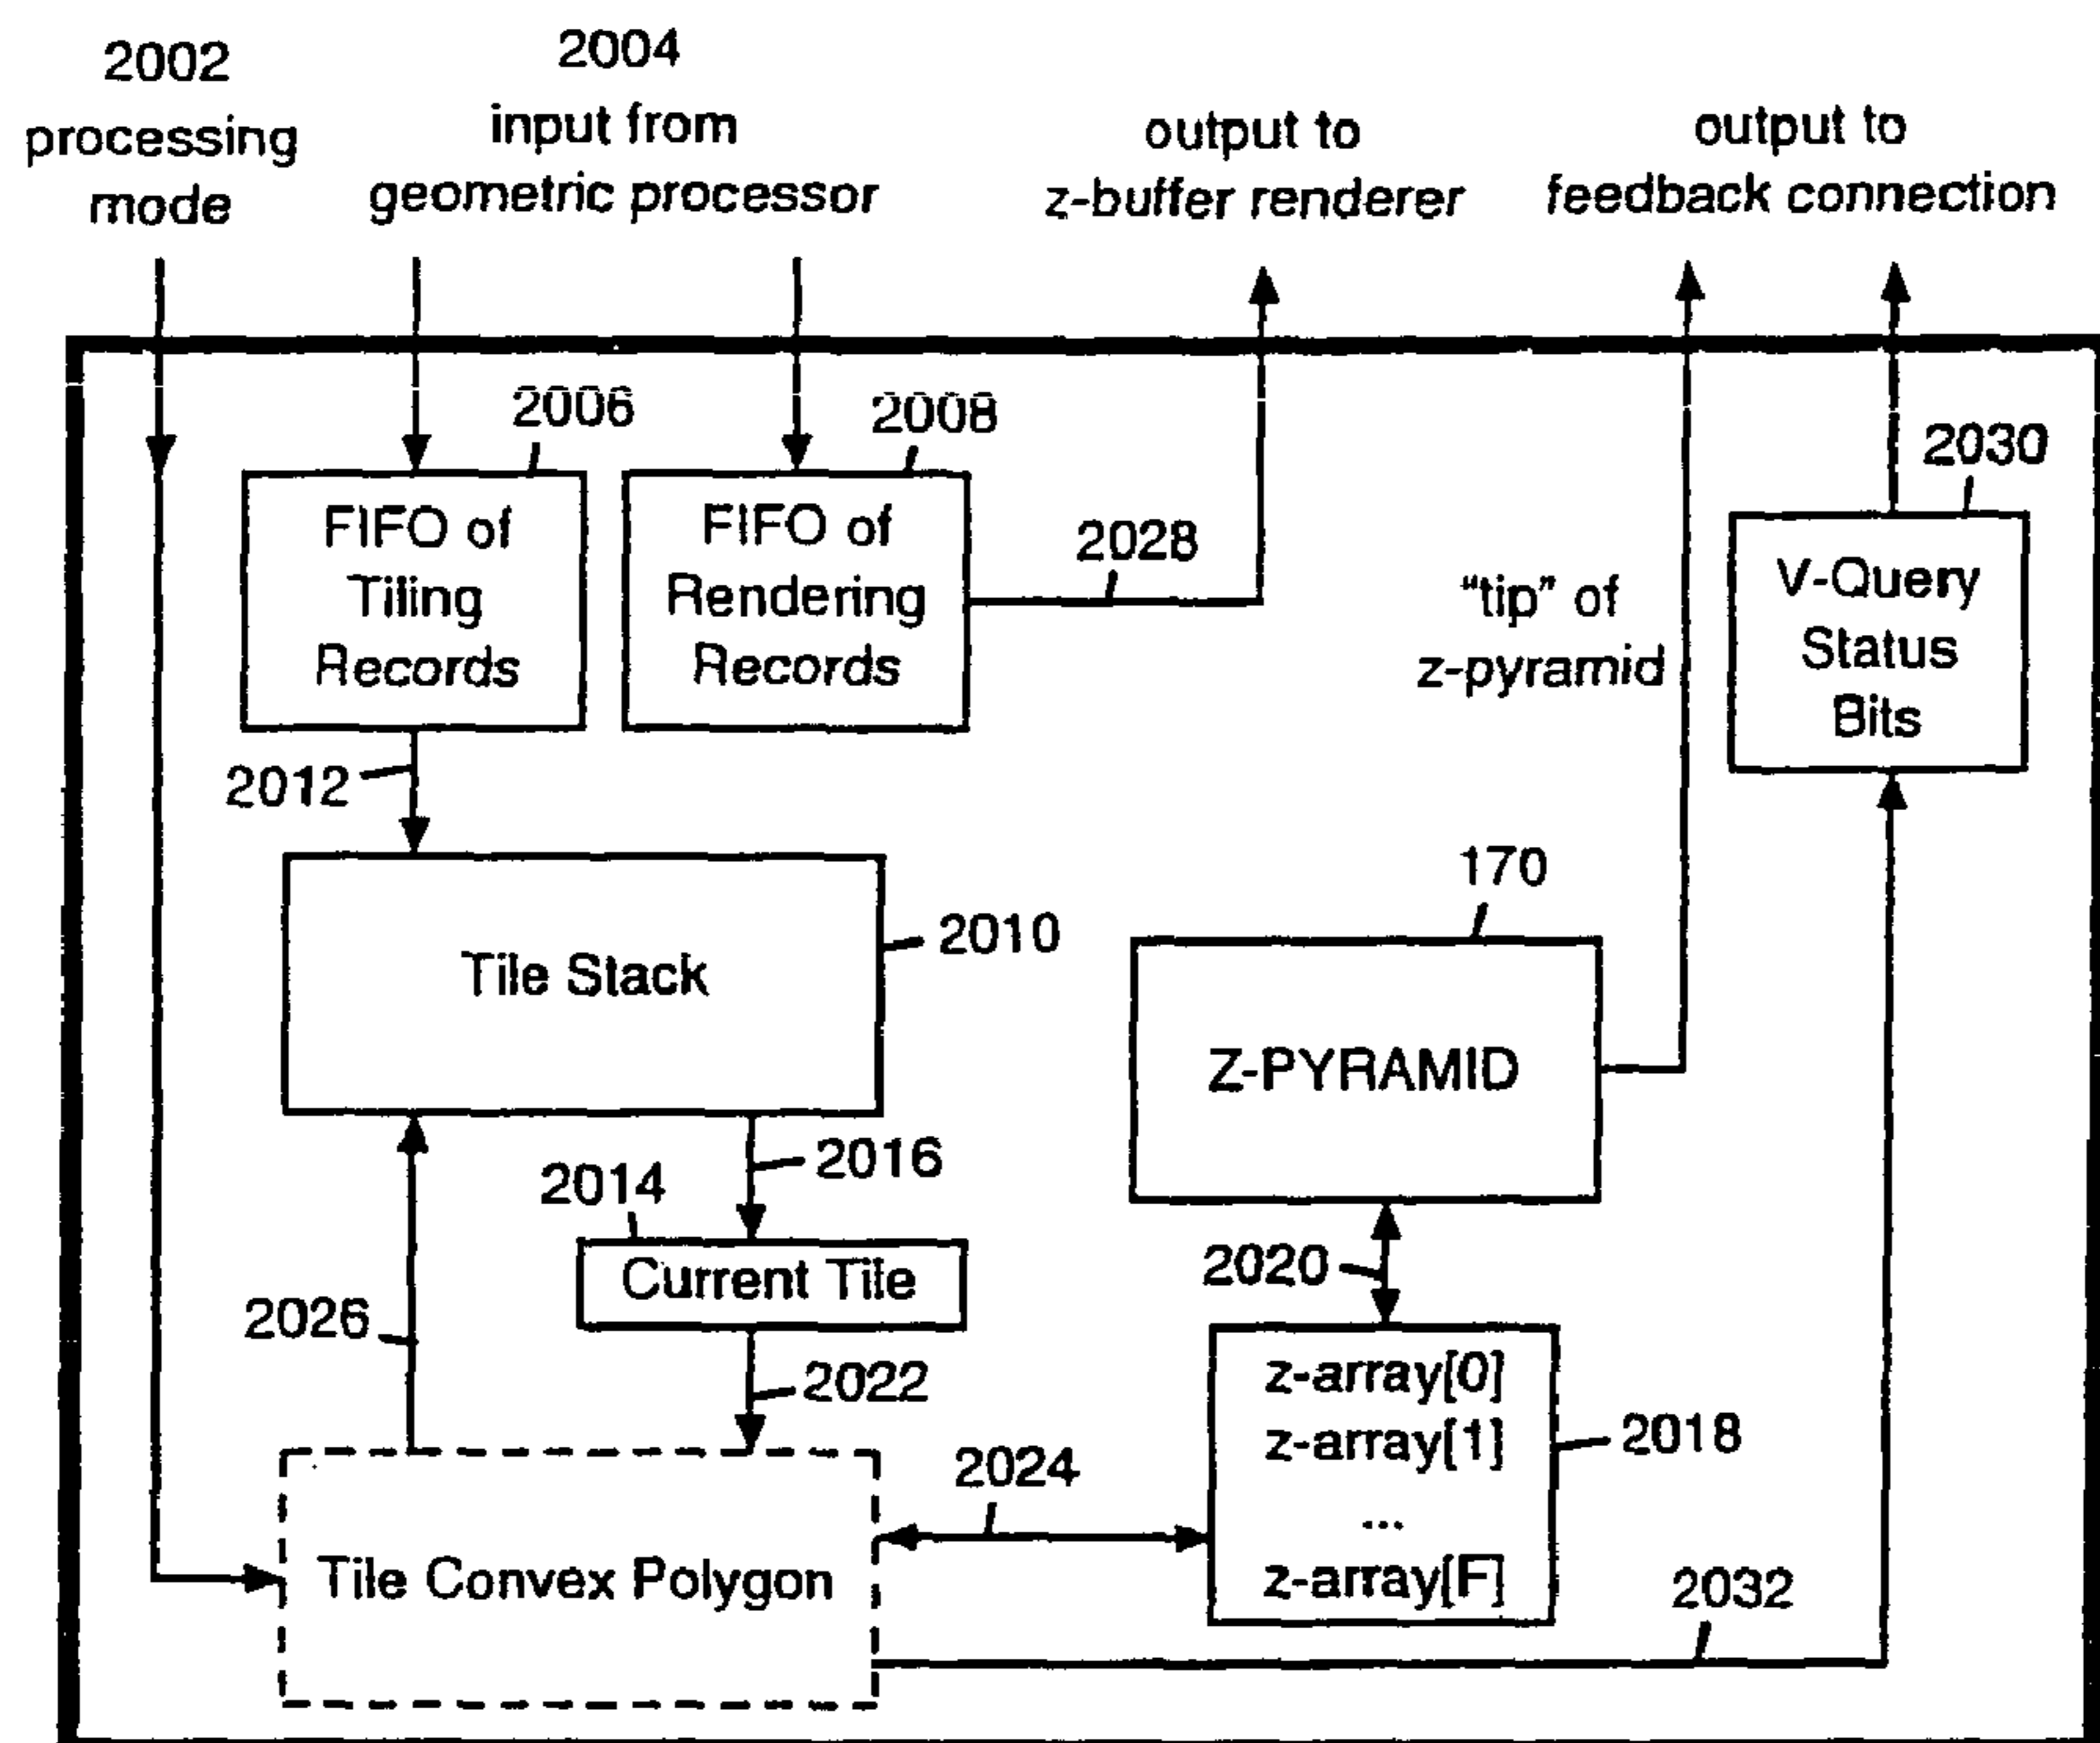 2002
processing
mode
2004
input from
geometric processor
output to
z-buffer renderer
output to
feedback connection
2006
2008
2030
FIFO of
Tiling
Records
FIFO of
Rendering
Records
2028
"tip" of
z-pyramid
V-Query
Status
Bits
2012
170
Tile Stack
2010
Z-PYRAMID
2016
2014
Current Tile
2020
2026
2022
z-array[0]
z-array[1]
...
z-array[F]
2018
2024
Tile Convex Polygon
2032